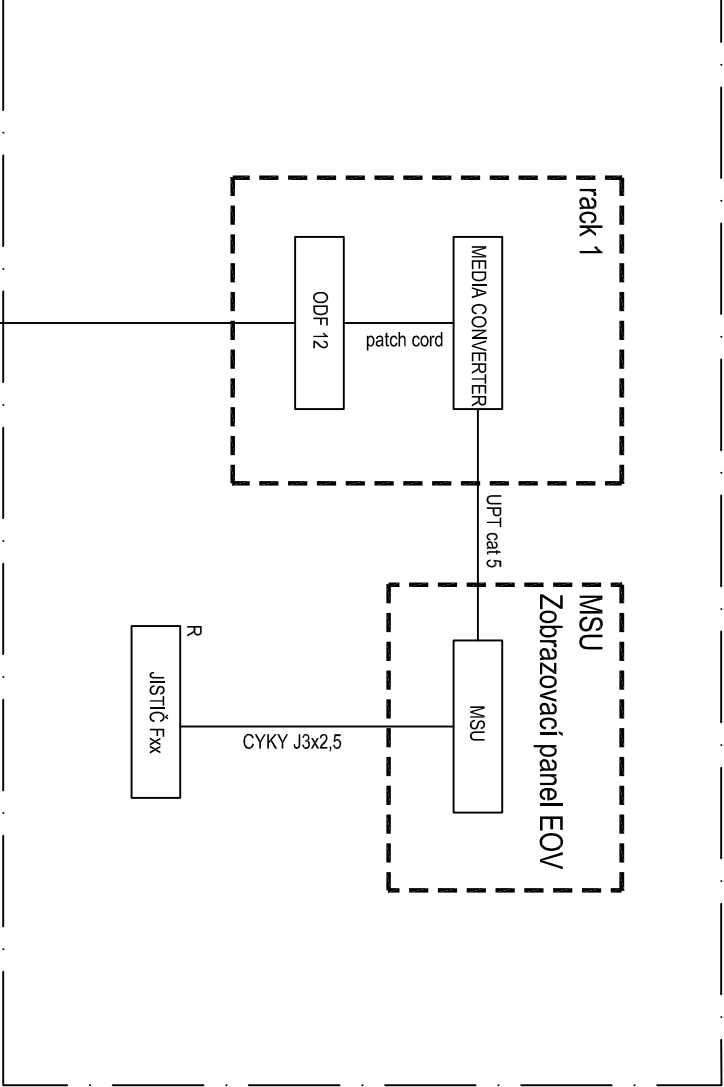 rack 1
MEDIA CONVERTER
patch cord
ODF 12
UPT cat 5
MSU
Zobrazovací panel EOV
MSU
CYKY J3x2,5
R
JISTIČ Fxx